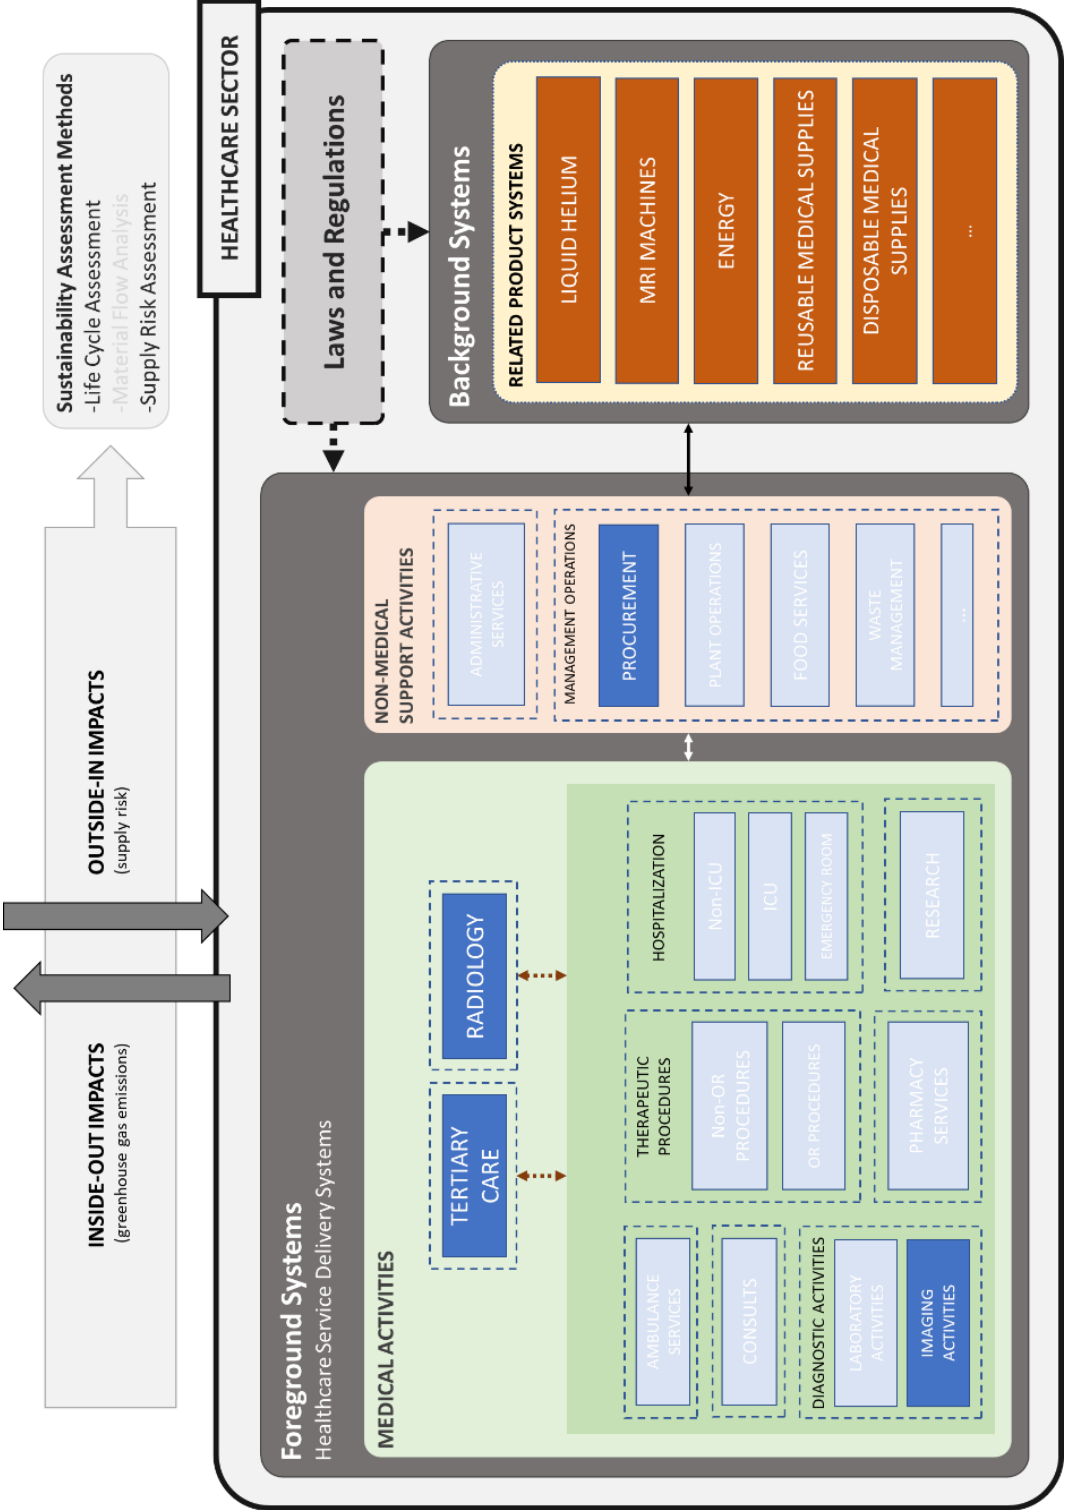 INSIDE-OUT IMPACTS
(greenhouse gas emissions)
OUTSIDE-IN IMPACTS
(supply risk)
Sustainability Assessment Methods
-Life Cycle Assessment
-Material Flow Analysis
-Supply Risk Assessment
HEALTHCARE SECTOR
Foreground Systems
Healthcare Service Delivery Systems
MEDICAL ACTIVITIES
TERTIARY
CARE
RADIOLOGY
AMBULANCE
SERVICES
CONSULTS
DIAGNOSTIC ACTIVITIES
LABORATORY
ACTIVITIES
IMAGING
ACTIVITIES
THERAPEUTIC
PROCEDURES
Non-OR
PROCEDURES
OR PROCEDURES
PHARMACY
SERVICES
HOSPITALIZATION
Non-ICU
ICU
EMERGENCY ROOM
RESEARCH
NON-MEDICAL
SUPPORT ACTIVITIES
ADMINISTRATIVE
SERVICES
MANAGEMENT OPERATIONS
PROCUREMENT
PLANT OPERATIONS
FOOD SERVICES
WASTE
MANAGEMENT
...
Laws and Regulations
Background Systems
RELATED PRODUCT SYSTEMS
LIQUID HELIUM
MRI MACHINES
ENERGY
REUSABLE MEDICAL SUPPLIES
DISPOSABLE MEDICAL
SUPPLIES
...